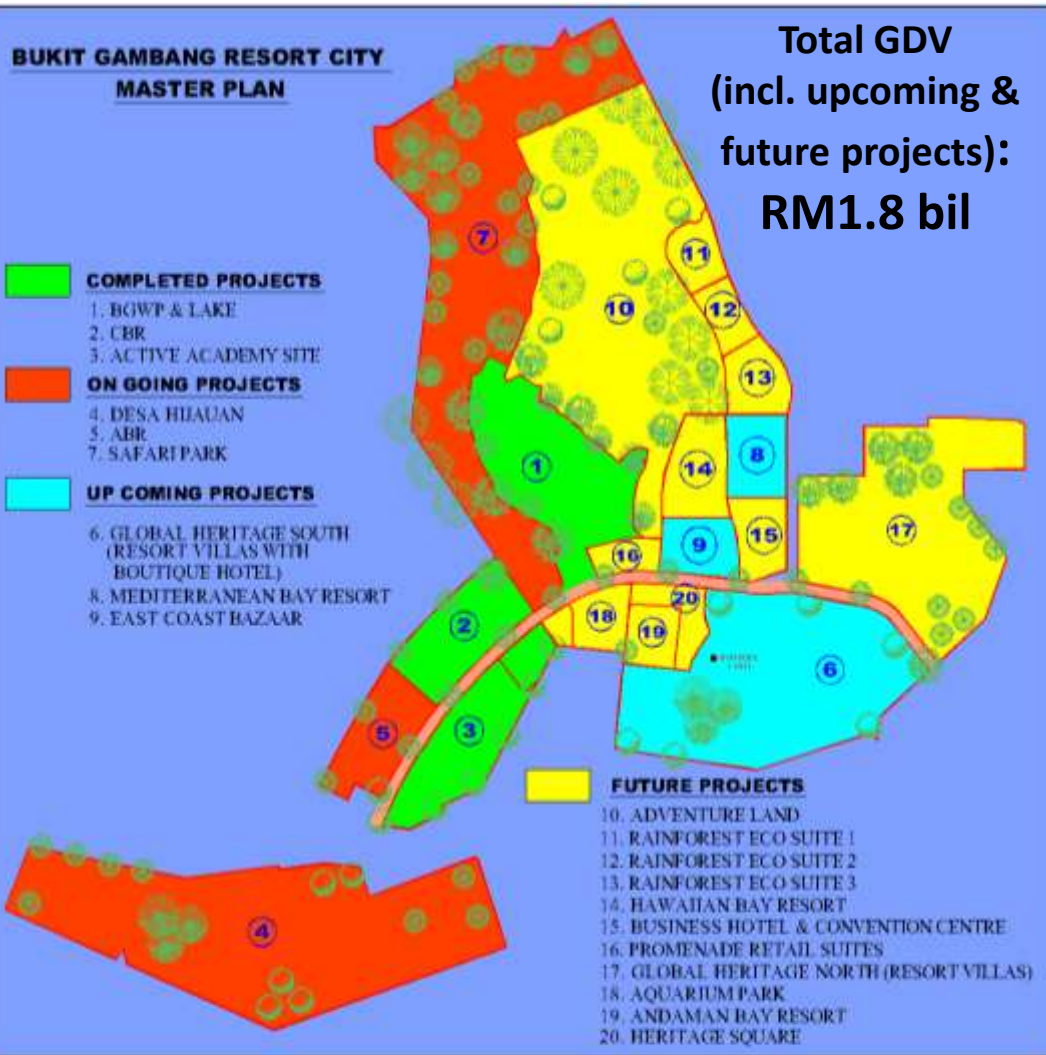 BUKIT GAMBANG RESORT CITY
MASTER PLAN
Total GDV
(incl. upcoming &
future projects):
RM1.8 bil
COMPLETED PROJECTS
1. BGWP & LAKE
2. CBR
3. ACTIVE ACADEMY SITE
ON GOING PROJECTS
4. DESA HIJAUAN
5. ABR
7. SAFARI PARK
UP COMING PROJECTS
6. GLOBAL HERITAGE SOUTH
(RESORT VILLAS WITH
BOUTIQUE HOTEL)
8. MEDITERRANEAN BAY RESORT
9. EAST COAST BAZAAR
7
11
10
12
13
1
14
8
17
15
9
16
2
20
18
19
6
3
5
4
FUTURE PROJECTS
10. ADVENTURE LAND
11. RAINFOREST ECO SUITE 1
12. RAINFOREST ECO SUITE 2
13. RAINFOREST ECO SUITE 3
14. HAWAIIAN BAY RESORT
15. BUSINESS HOTEL & CONVENTION CENTRE
16. PROMENADE RETAIL SUITES
17. GLOBAL HERITAGE NORTH (RESORT VILLAS)
18. AQUARIUM PARK
19. ANDAMAN BAY RESORT
20. HERITAGE SQUARE